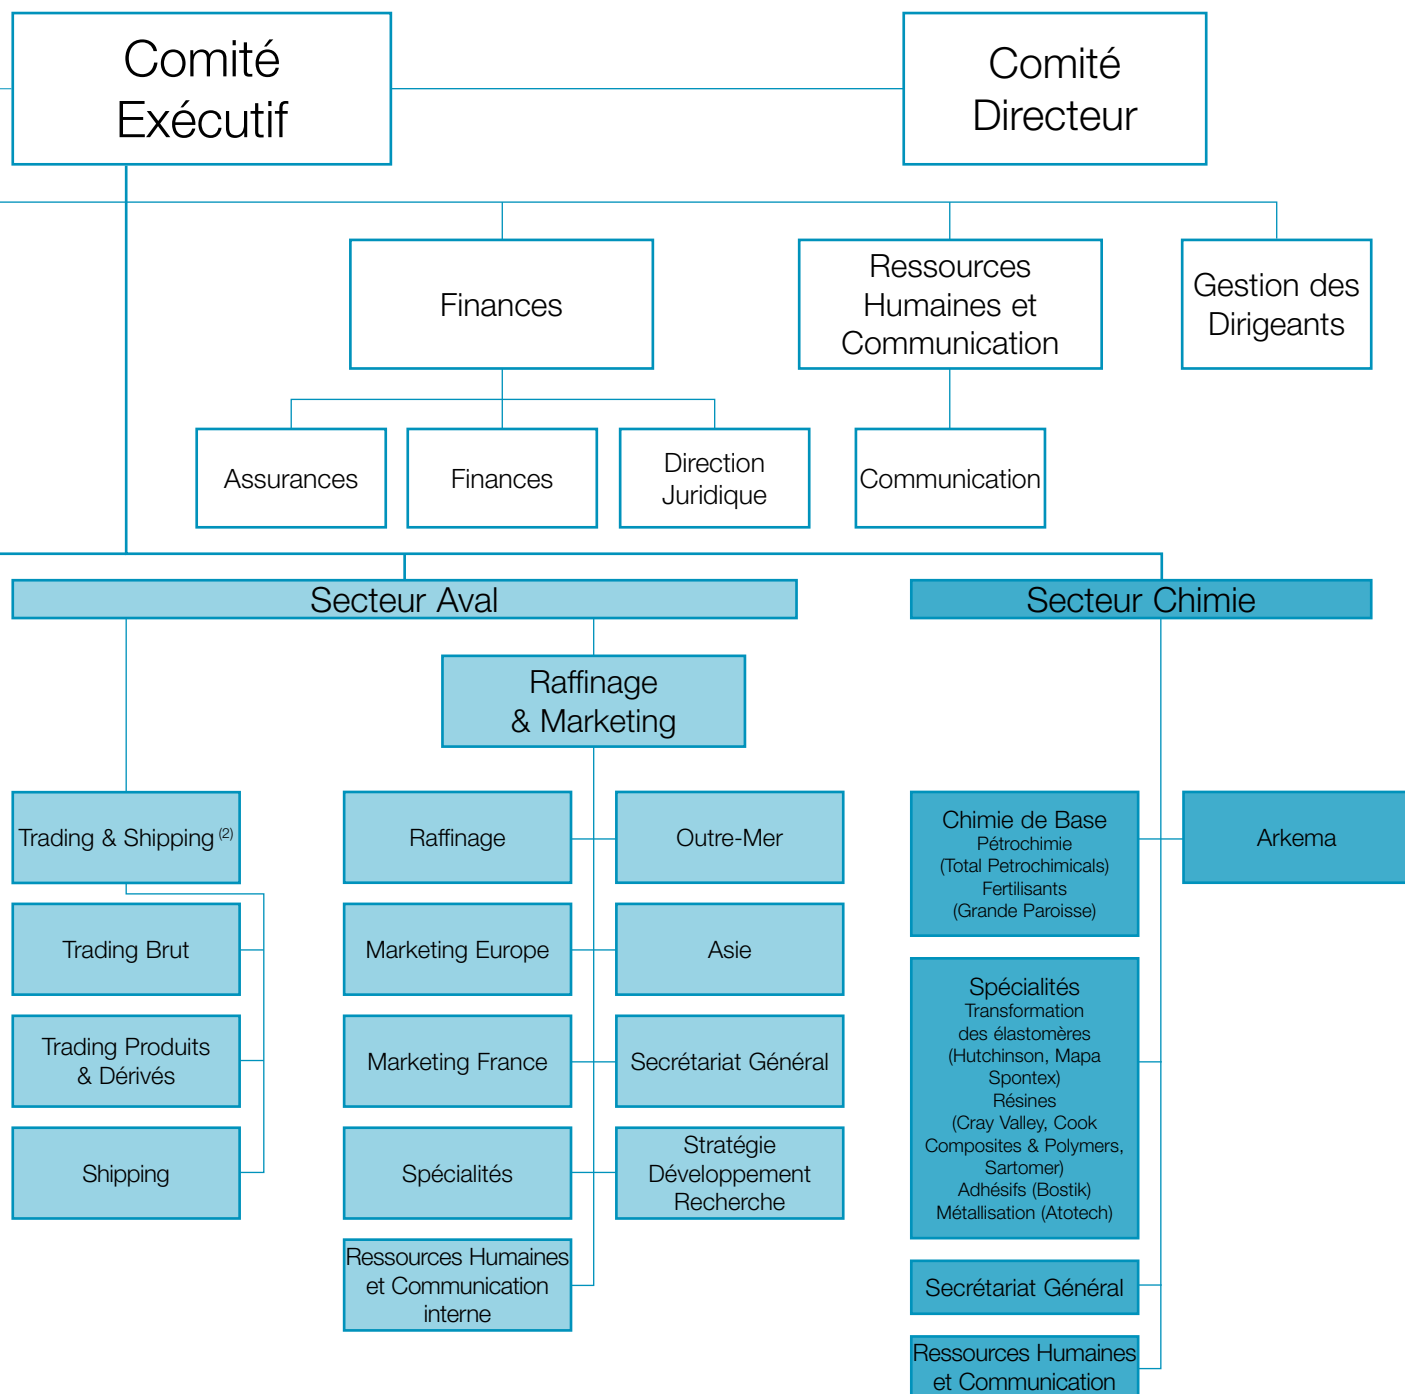 Comité
Exécutif
Comité
Directeur
Finances
Ressources
Humaines et
Communication
Gestion des
Dirigeants
Assurances
Finances
Direction
Juridique
Communication
Secteur Aval
Secteur Chimie
Raffinage
& Marketing
Trading & Shipping (2)
Trading Brut
Trading Produits
& Dérivés
Shipping
Raffinage
Outre-Mer
Marketing Europe
Asie
Marketing France
Secrétariat Général
Spécialités
Stratégie
Développement
Recherche
Ressources Humaines
et Communication
interne
Chimie de Base
Pétrochimie
(Total Petrochimicals)
Fertilisants
(Grande Paroisse)
Arkema
Spécialités
Transformation
des élastomères
(Hutchinson, Mapa
Spontex)
Résines
(Cray Valley, Cook
Composites & Polymers,
Sartomer)
Adhésifs (Bostik)
Métallisation (Atotech)
Secrétariat Général
Ressources Humaines
et Communication